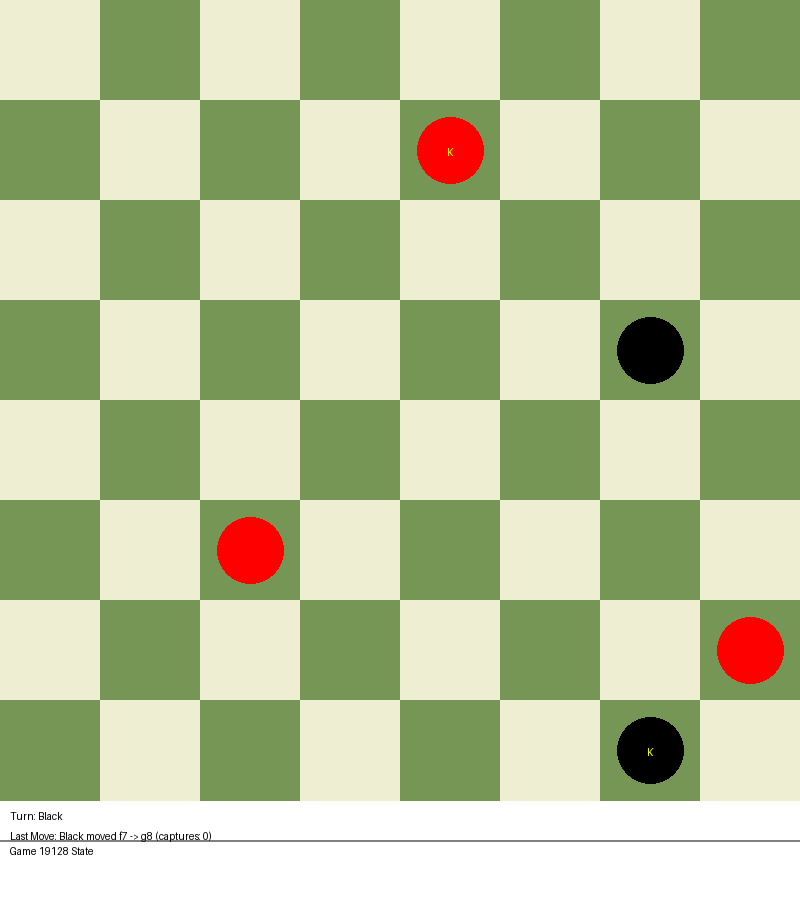 K
K
Turn: Black
Last Move: Black moved f7 -> g8 (captures: 0)
Game 19128 State